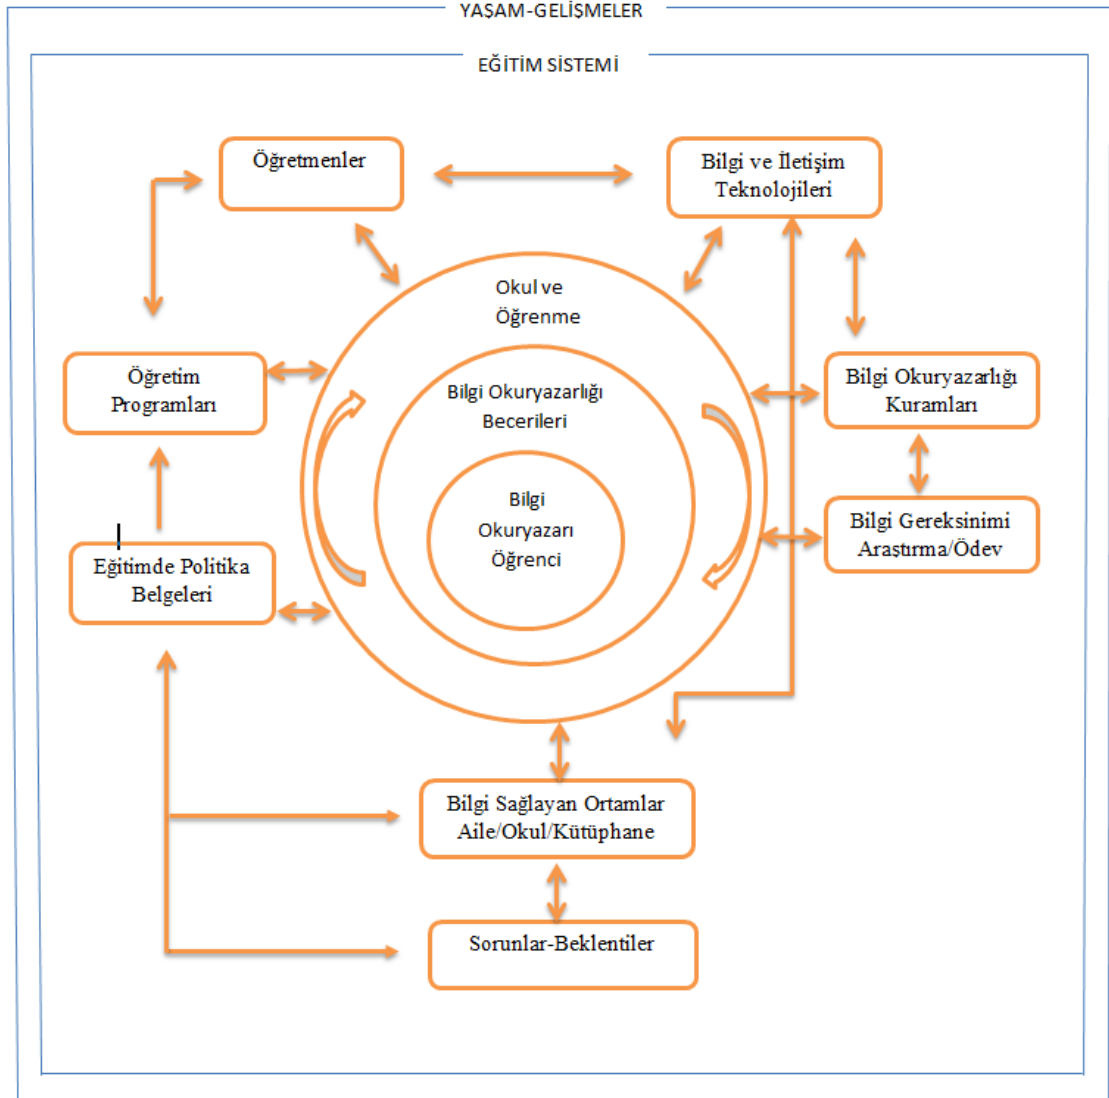 YAŞAM-GELİŞMELER
EĞİTİM SİSTEMİ
Öğretmenler
Bilgi ve İletişim
Teknolojileri
Okul ve
Öğrenme
Öğretim
Programları
Bilgi Okuryazarlığı
Becerileri
Bilgi Okuryazarlığı
Kuramları
Bilgi
Okuryazarı
Öğrenci
Bilgi Gereksinimi
Araştırma/Ödev
Eğitimde Politika
Belgeleri
Bilgi Sağlayan Ortamlar
Aile/Okul/Kütüphane
Sorunlar-Beklentiler